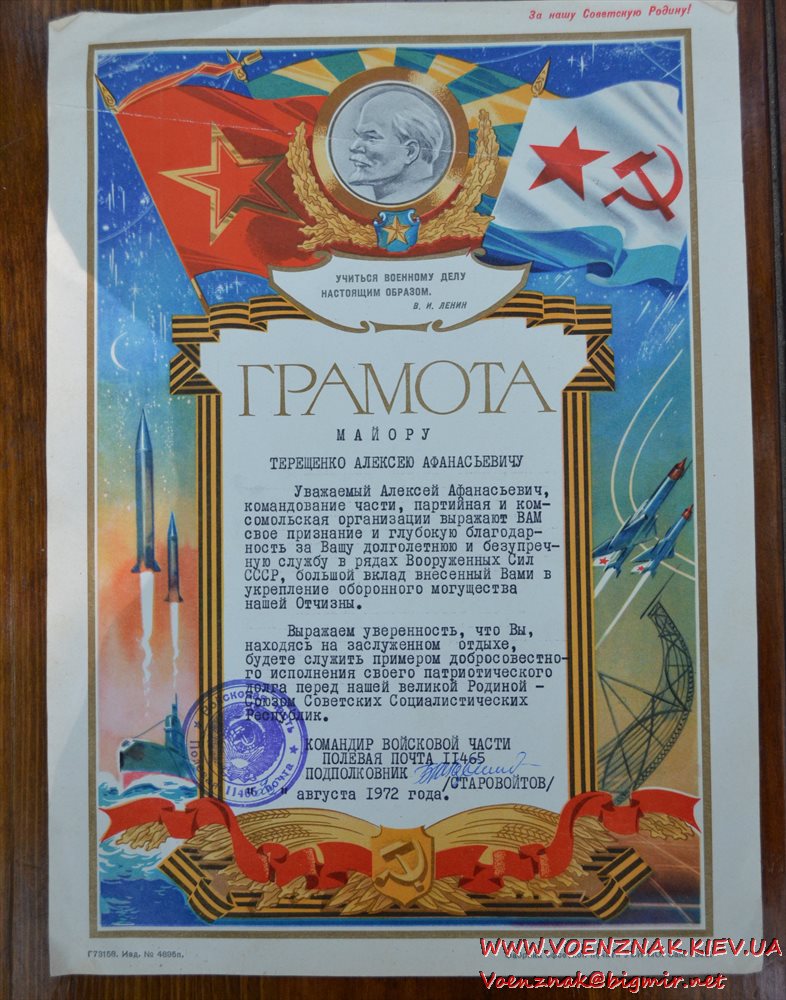 За нашу Советскую Родину!
УЧИТЬСЯ ВОЕННОМУ ДЕЛУ
НАСТОЯЩИМ ОБРАЗОМ.
В. И. ЛЕНИН
ГРАМОТА
МАЙОРУ
ТЕРЕЩЕНКО АЛЕКСЕЮ АФАНАСЬЕВИЧУ
Уважаемый Алексей Афанасьевич,
командование части, партийная и ком-
сомольская организации выражают ВАМ
свое признание и глубокую благодар-
ность за Вашу долголетнюю и безупреч-
ную службу в рядах Вооруженных Сил
СССР, большой вклад внесенный Вами в
укрепление оборонного могущества
нашей Отчизны.
Выражаем уверенность, что Вы,
находясь на заслуженном отдыхе,
будете служить примером добросовестно-
го исполнения своего патриотического
долга перед нашей великой Родиной -
Союзом Советских Социалистических
Республик.
КОМАНДИР ВОЙСКОВОЙ ЧАСТИ
ПОЛЕВАЯ ПОЧТА II465
ПОДПОЛКОВНИК
/СТАРОВОЙТОВ/
" " августа 1972 года.
Войсковая часть
11465
почта
Г73158. Изд. № 4895п.
WWW.VOENZNAK.KIEV.UA
Voenznak@bigmir.net